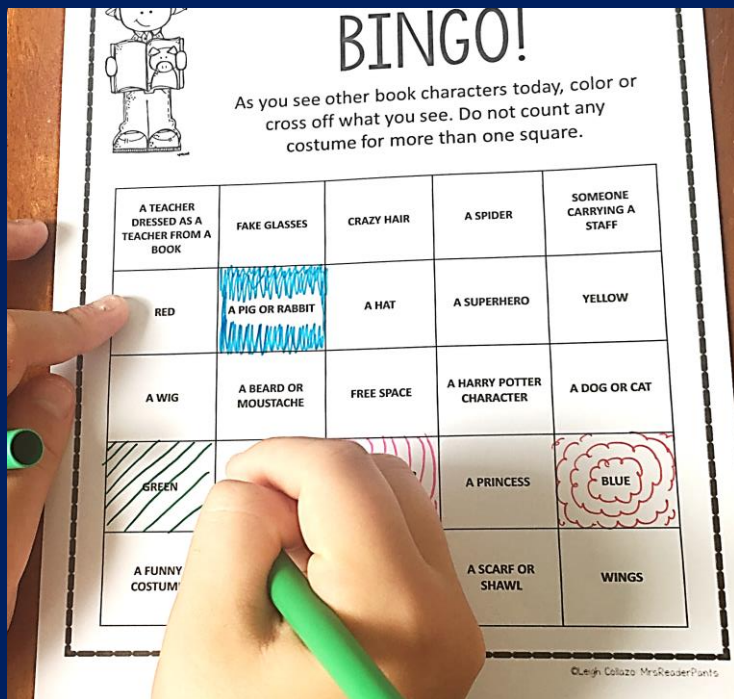 BINGO!
As you see other book characters today, color or
cross off what you see. Do not count any
costume for more than one square.
A TEACHER
DRESSED AS A
TEACHER FROM A
BOOK
FAKE GLASSES
CRAZY HAIR
A SPIDER
SOMEONE
CARRYING A
STAFF
RED
A PIG OR RABBIT
A HAT
A SUPERHERO
YELLOW
A WIG
A BEARD OR
MOUSTACHE
FREE SPACE
A HARRY POTTER
CHARACTER
A DOG OR CAT
GREEN
A PRINCESS
BLUE
A FUNNY
A SCARF OR
SHAWL
WINGS
©Leigh Collazo MrsReaderPants